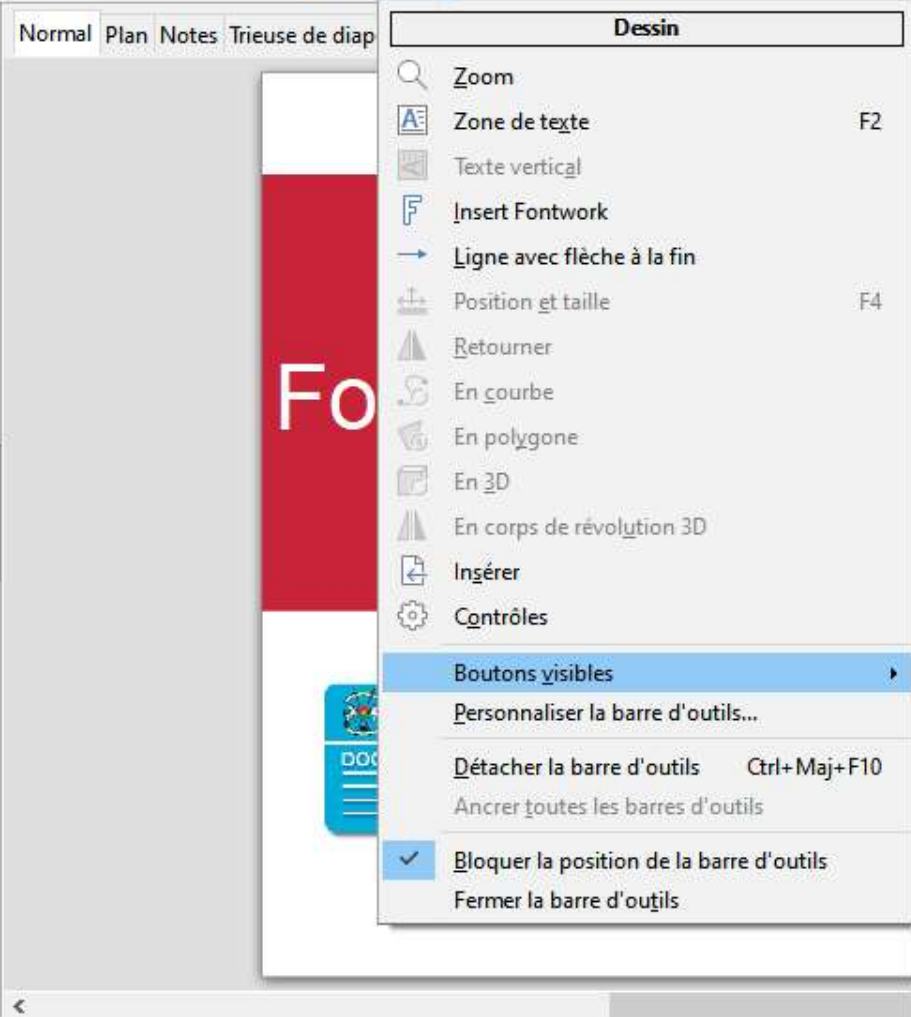 Normal Plan Notes Trieuse de diap
Dessin
Zoom
Zone de texte F2
Texte vertical
Insert Fontwork
Ligne avec flèche à la fin
Position et taille F4
Retourner
En courbe
En polygone
En 3D
En corps de révolution 3D
Insérer
Contrôles
Boutons visibles
Personnaliser la barre d'outils...
Détacher la barre d'outils Ctrl+Maj+F10
Ancrer toutes les barres d'outils
Bloquer la position de la barre d'outils
Fermer la barre d'outils
Fo
DOC